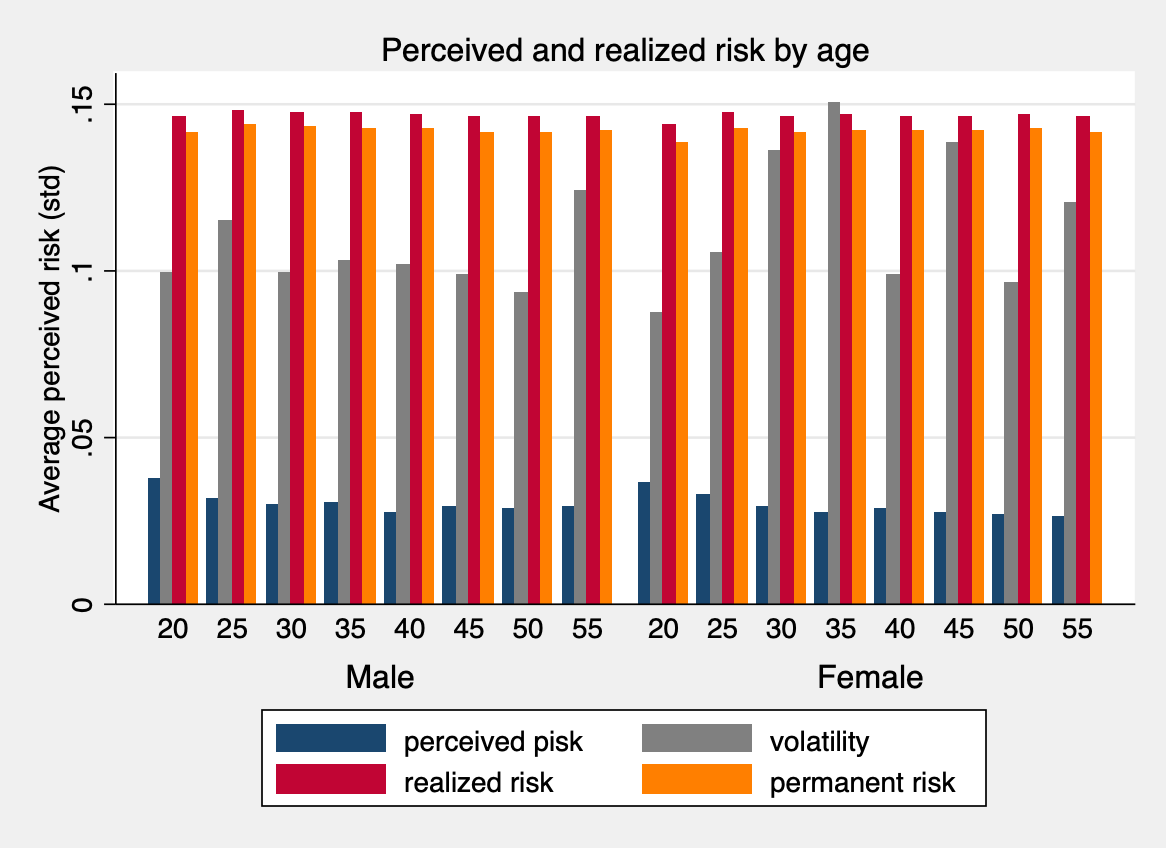 Perceived and realized risk by age
Average perceived risk (std)
.15
.1
.05
0
20 25 30 35 40 45 50 55 20 25 30 35 40 45 50 55
Male Female
perceived pisk volatility
realized risk permanent risk